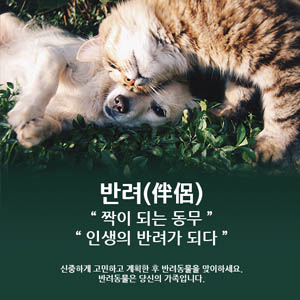 반려(伴侶)
“ 짝이 되는 동무 ”
“ 인생의 반려가 되다 ”
신중하게 고민하고 계획한 후 반려동물을 맞이하세요.
반려동물은 당신의 가족입니다.